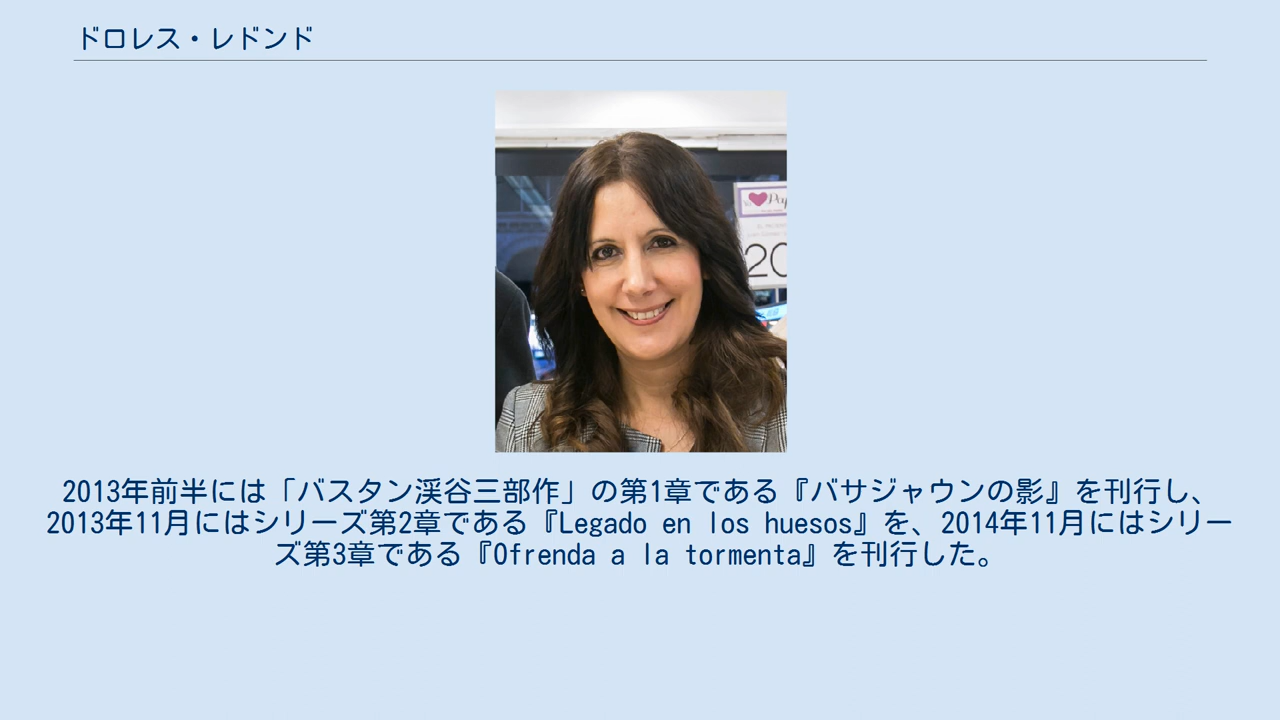 ドロレス・レドンド
20
2013年前半には「バスタン渓谷三部作」の第1章である『バサジャウンの影』を刊行し、
2013年11月にはシリーズ第2章である『Legado en los huesos』を、2014年11月にはシリー
ズ第3章である『Ofrenda a la tormenta』を刊行した。